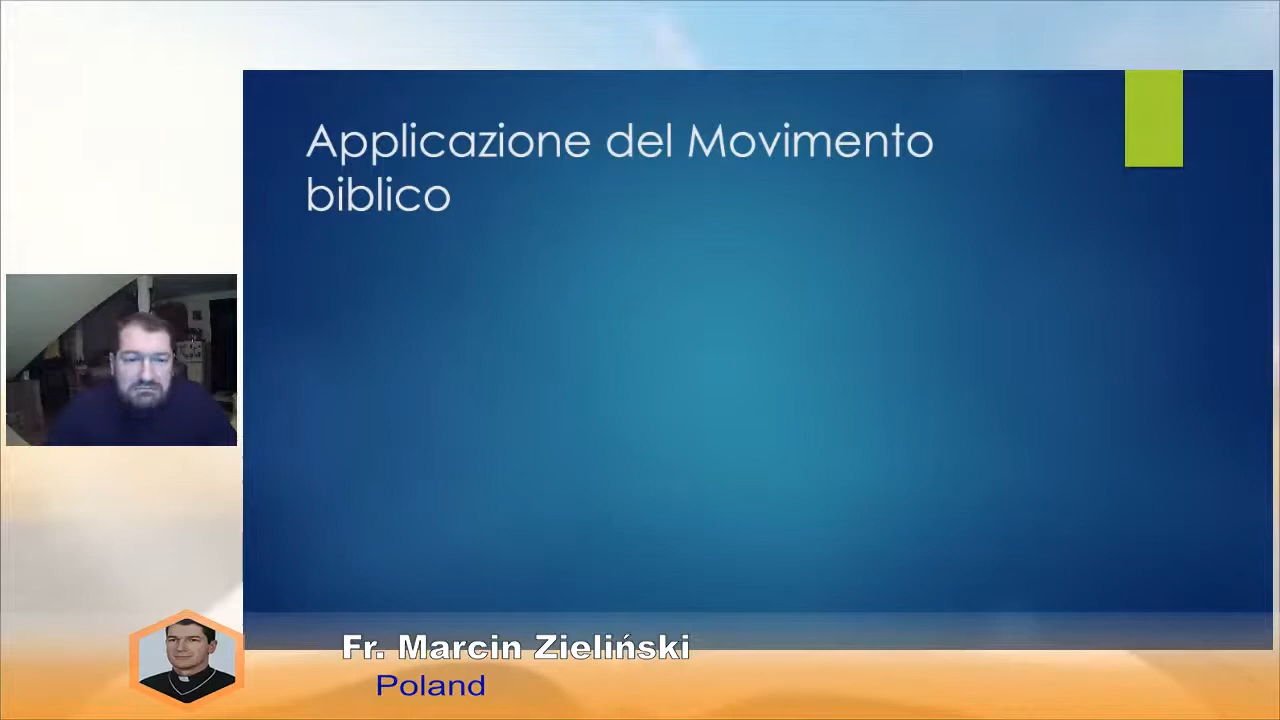 Applicazione del Movimento
biblico
Fr. Marcin Zieliński
Poland